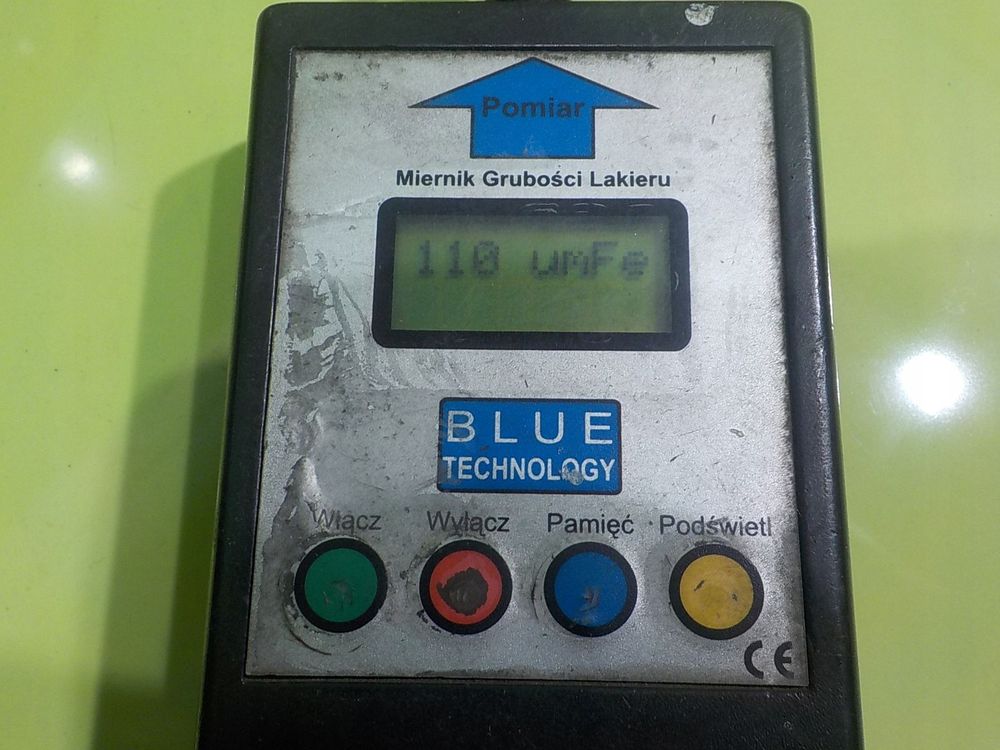 Pomiar
Miernik Grubości Lakieru
110 umFe
BLUE
TECHNOLOGY
Włącz Wyłącz Pamięć Podświetl
CE